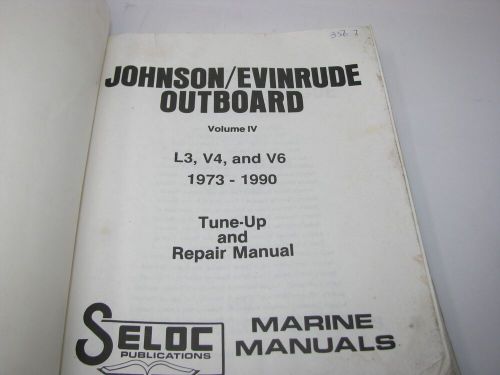 JOHNSON/EVINRUDE
OUTBOARD
Volume IV
L3, V4, and V6
1973 - 1990
Tune-Up
and
Repair Manual
SELOC
PUBLICATIONS
MARINE
MANUALS